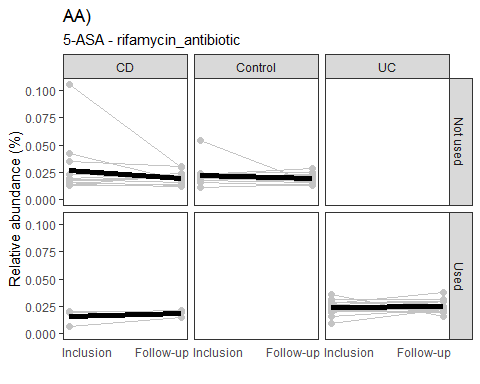 AA)
5-ASA - rifamycin_antibiotic
CD Control UC
Relative abundance (%)
0.100
0.075
0.050
0.025
0.000
Not used
0.100
0.075
0.050
0.025
0.000
Used
Inclusion Follow-up Inclusion Follow-up Inclusion Follow-up